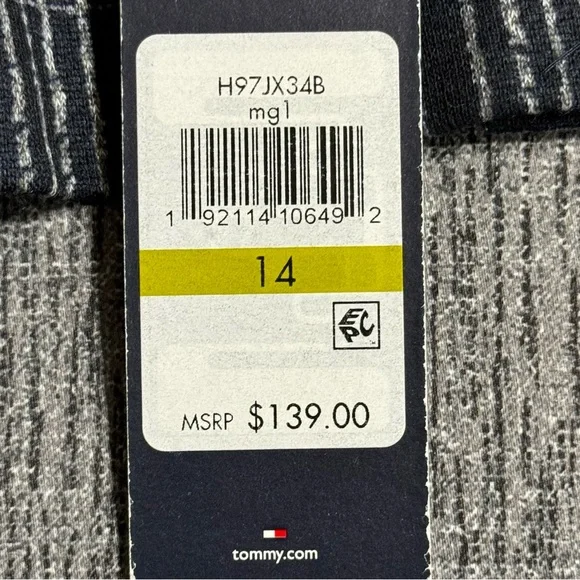 H97JX34B
mg1
1 92114 10649 2
14
EPC
MSRP $139.00
tommy.com